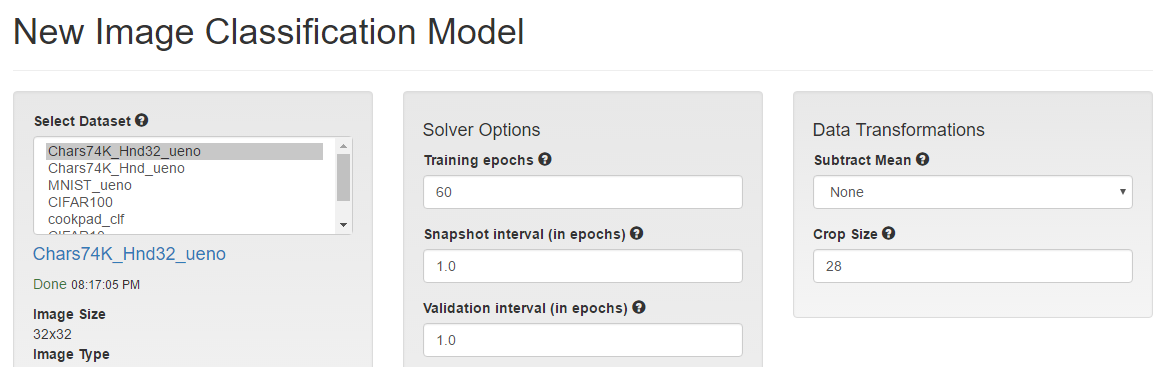 New Image Classification Model
Select Dataset
Chars74K_Hnd32_ueno
Chars74K_Hnd_ueno
MNIST_ueno
CIFAR100
cookpad_clf
CIFAR10
Chars74K_Hnd32_ueno
Done 08:17:05 PM
Image Size
32x32
Image Type
Solver Options
Training epochs
60
Snapshot interval (in epochs)
1.0
Validation interval (in epochs)
1.0
Data Transformations
Subtract Mean
None
Crop Size
28